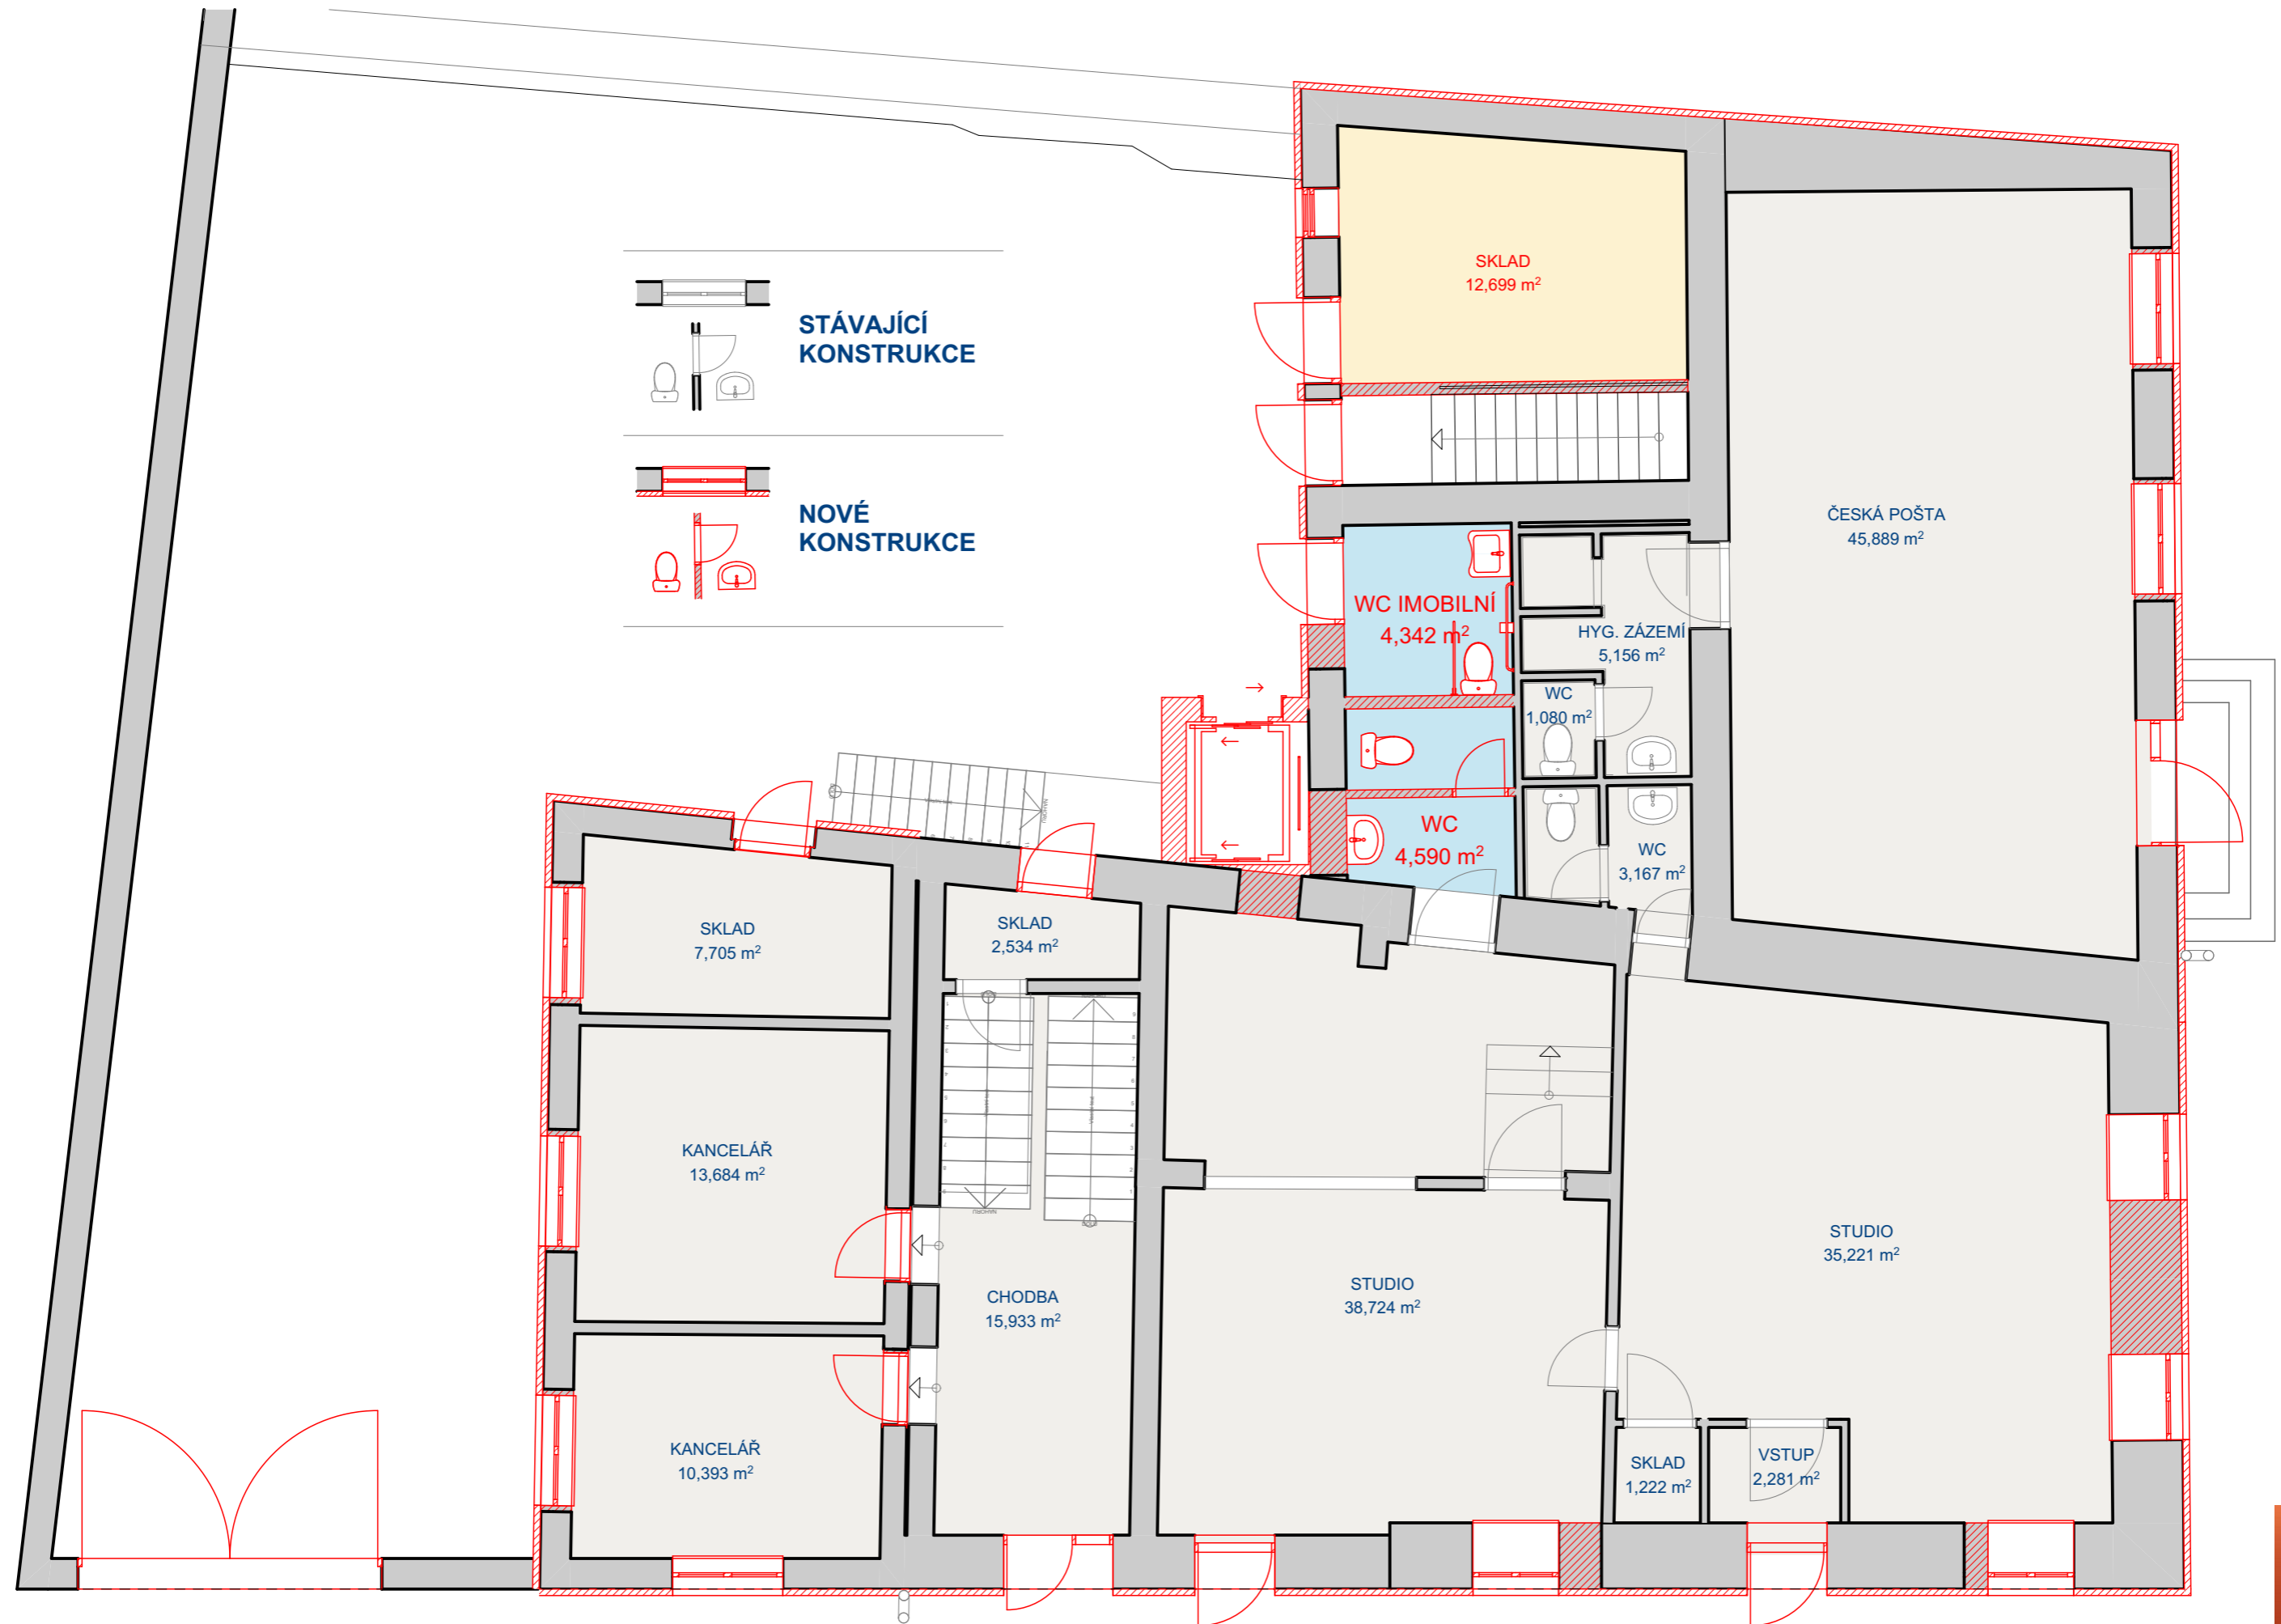 SKLAD
12,699 m²
STÁVAJÍCÍ
KONSTRUKCE
NOVÉ
KONSTRUKCE
ČESKÁ POŠTA
45,889 m²
WC IMOBILNÍ
4,342 m²
HYG. ZÁZEMÍ
5,156 m²
WC
1,080 m²
WC
4,590 m²
WC
3,167 m²
SKLAD
7,705 m²
SKLAD
2,534 m²
KANCELÁŘ
13,684 m²
STUDIO
35,221 m²
CHODBA
15,933 m²
STUDIO
38,724 m²
KANCELÁŘ
10,393 m²
SKLAD
1,222 m²
VSTUP
2,281 m²